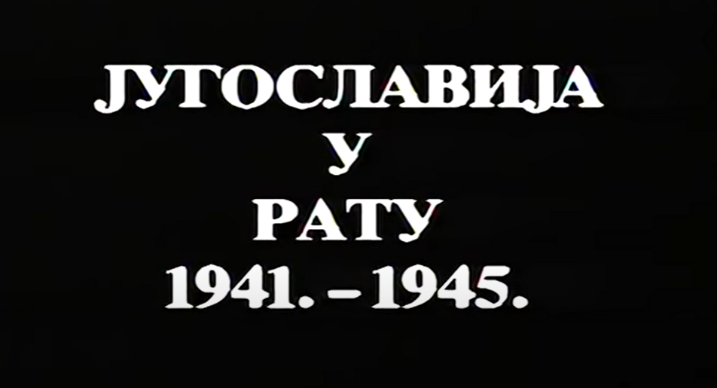 ЈУГОСЛАВИЈА
У
РАТУ
1941. – 1945.